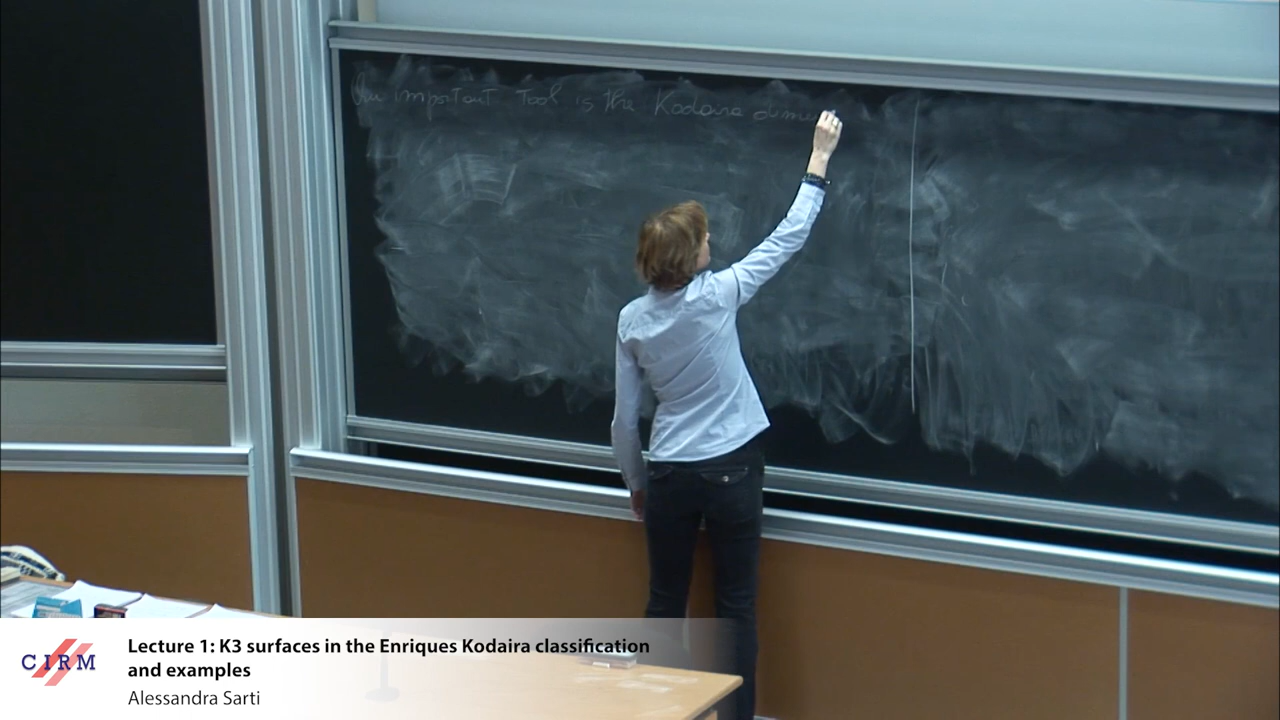 An important tool is the Kodaira dime
CIRM
Lecture 1: K3 surfaces in the Enriques Kodaira classification
and examples
Alessandra Sarti